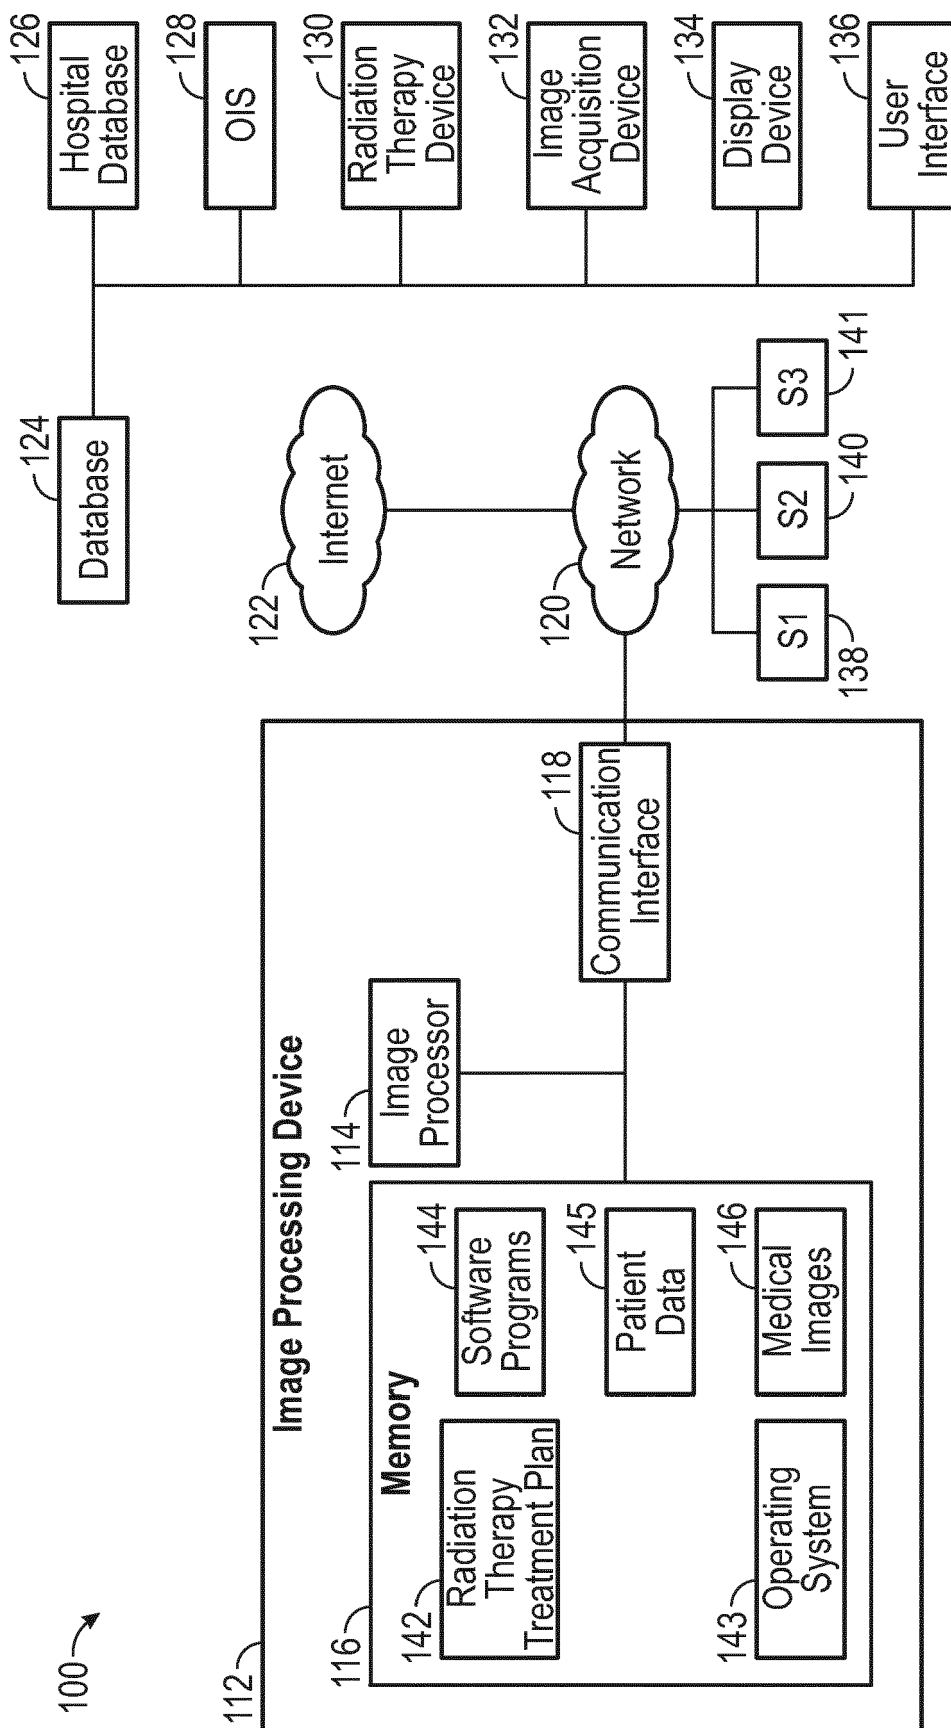 100
112
Image Processing Device
116
Memory
142
Radiation
Therapy
Treatment Plan
144
Software
Programs
145
Patient
Data
143
Operating
System
146
Medical
Images
114
Image
Processor
118
Communication
Interface
120
Network
122
Internet
124
Database
138
S1
140
S2
141
S3
126
Hospital
Database
128
OIS
130
Radiation
Therapy
Device
132
Image
Acquisition
Device
134
Display
Device
136
User
Interface